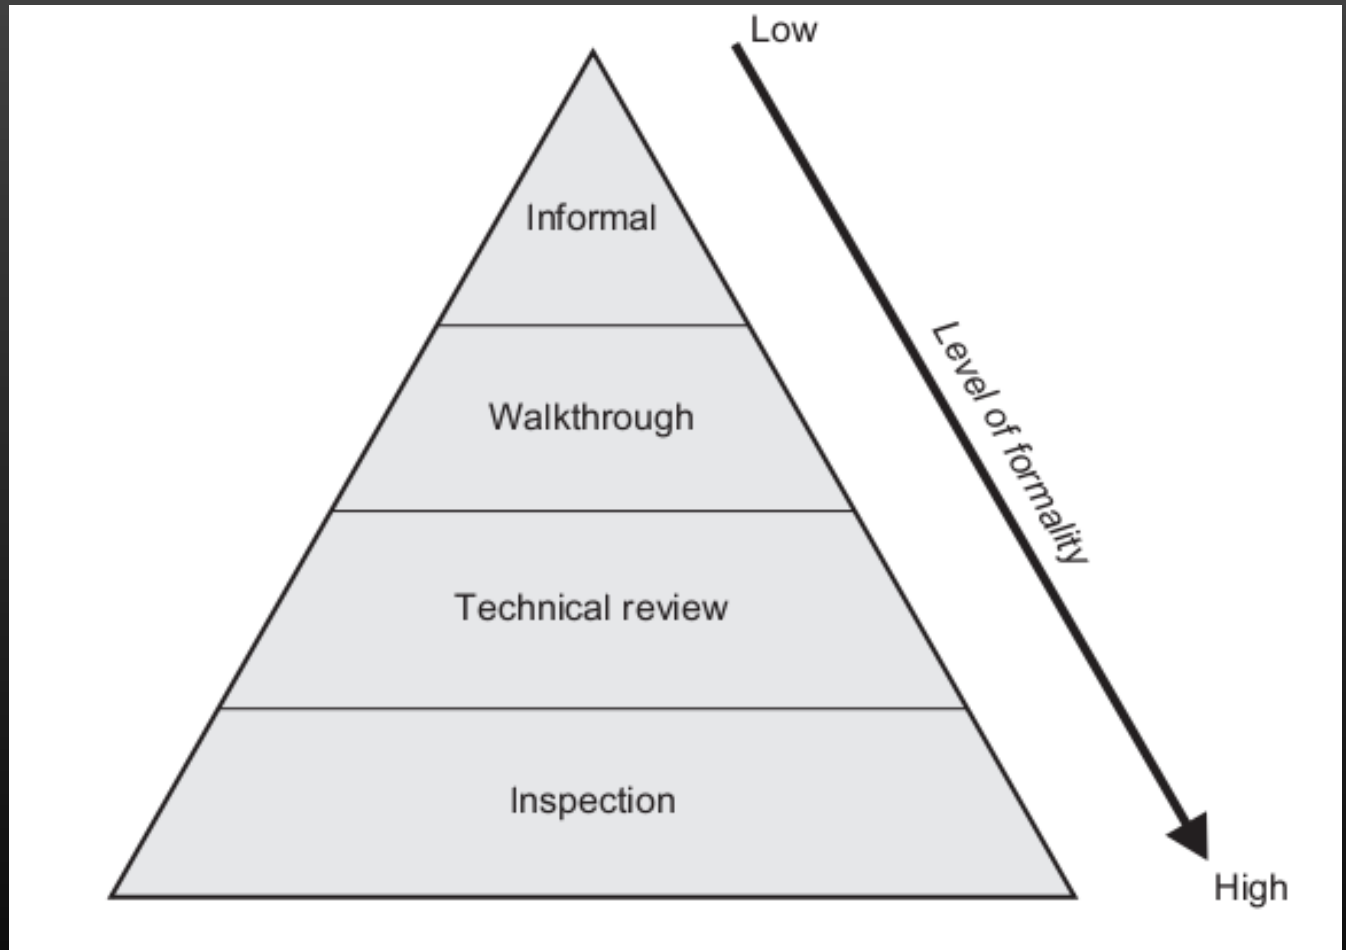 Low
Informal
Walkthrough
Level of formality
Technical review
Inspection
High